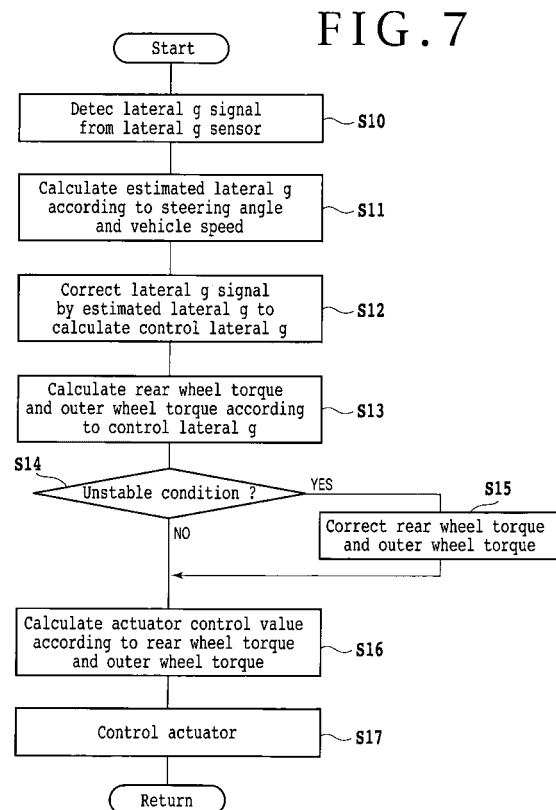 FIG.7
Start
Detec lateral g signal
from lateral g sensor
S10
Calculate estimated lateral g
according to steering angle
and vehicle speed
S11
Correct lateral g signal
by estimated lateral g to
calculate control lateral g
S12
Calculate rear wheel torque
and outer wheel torque according
to control lateral g
S13
S14
Unstable condition ?
YES
NO
S15
Correct rear wheel torque
and outer wheel torque
Calculate actuator control value
according to rear wheel torque
and outer wheel torque
S16
Control actuator
S17
Return